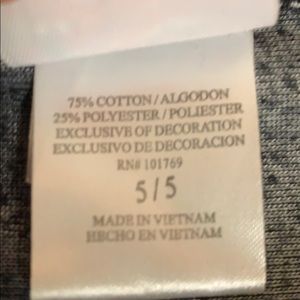 75% COTTON / ALGODON
25% POLYESTER / POLIESTER
EXCLUSIVE OF DECORATION
EXCLUSIVO DE DECORACION
RN# 101769
5/5
MADE IN VIETNAM
HECHO EN VIETNAM